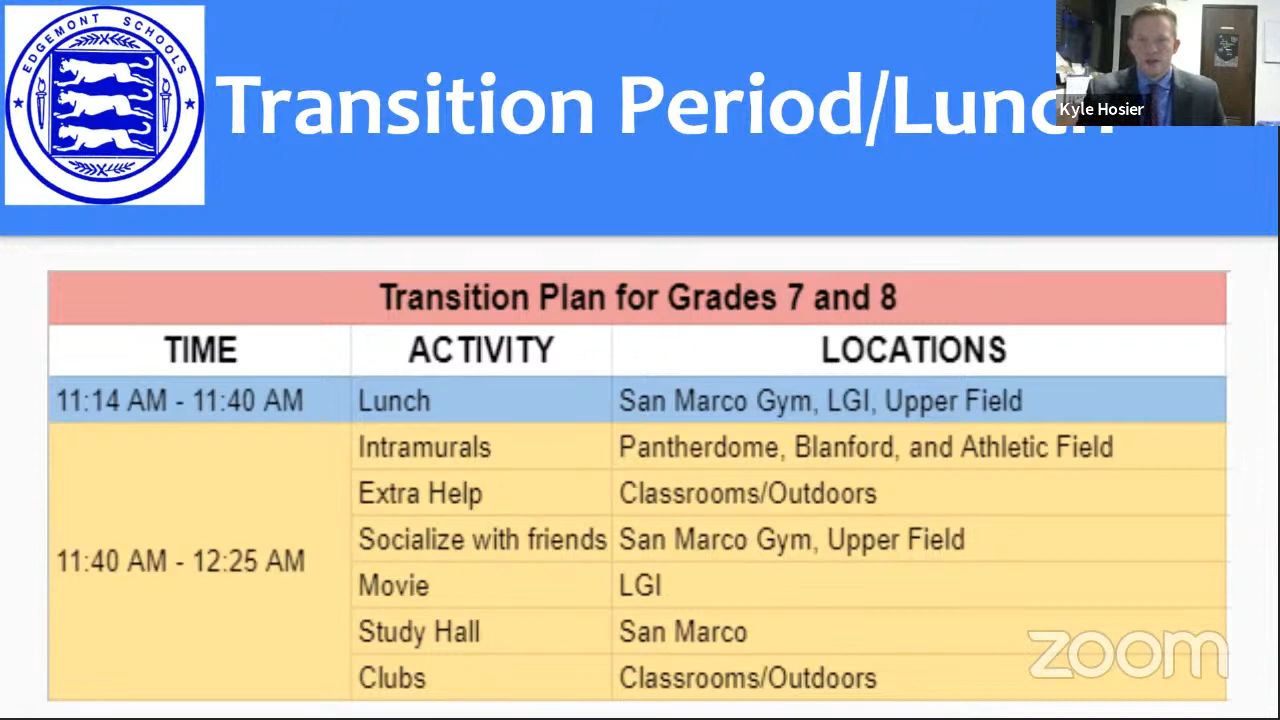 EDGEMONT SCHOOLS
Transition Period/Lunch
Kyle Hosier
Transition Plan for Grades 7 and 8
TIME ACTIVITY LOCATIONS
11:14 AM - 11:40 AM Lunch San Marco Gym, LGI, Upper Field
Intramurals Pantherdome, Blanford, and Athletic Field
Extra Help Classrooms/Outdoors
Socialize with friends San Marco Gym, Upper Field
11:40 AM - 12:25 AM
Movie LGI
Study Hall San Marco
Clubs Classrooms/Outdoors
zoom